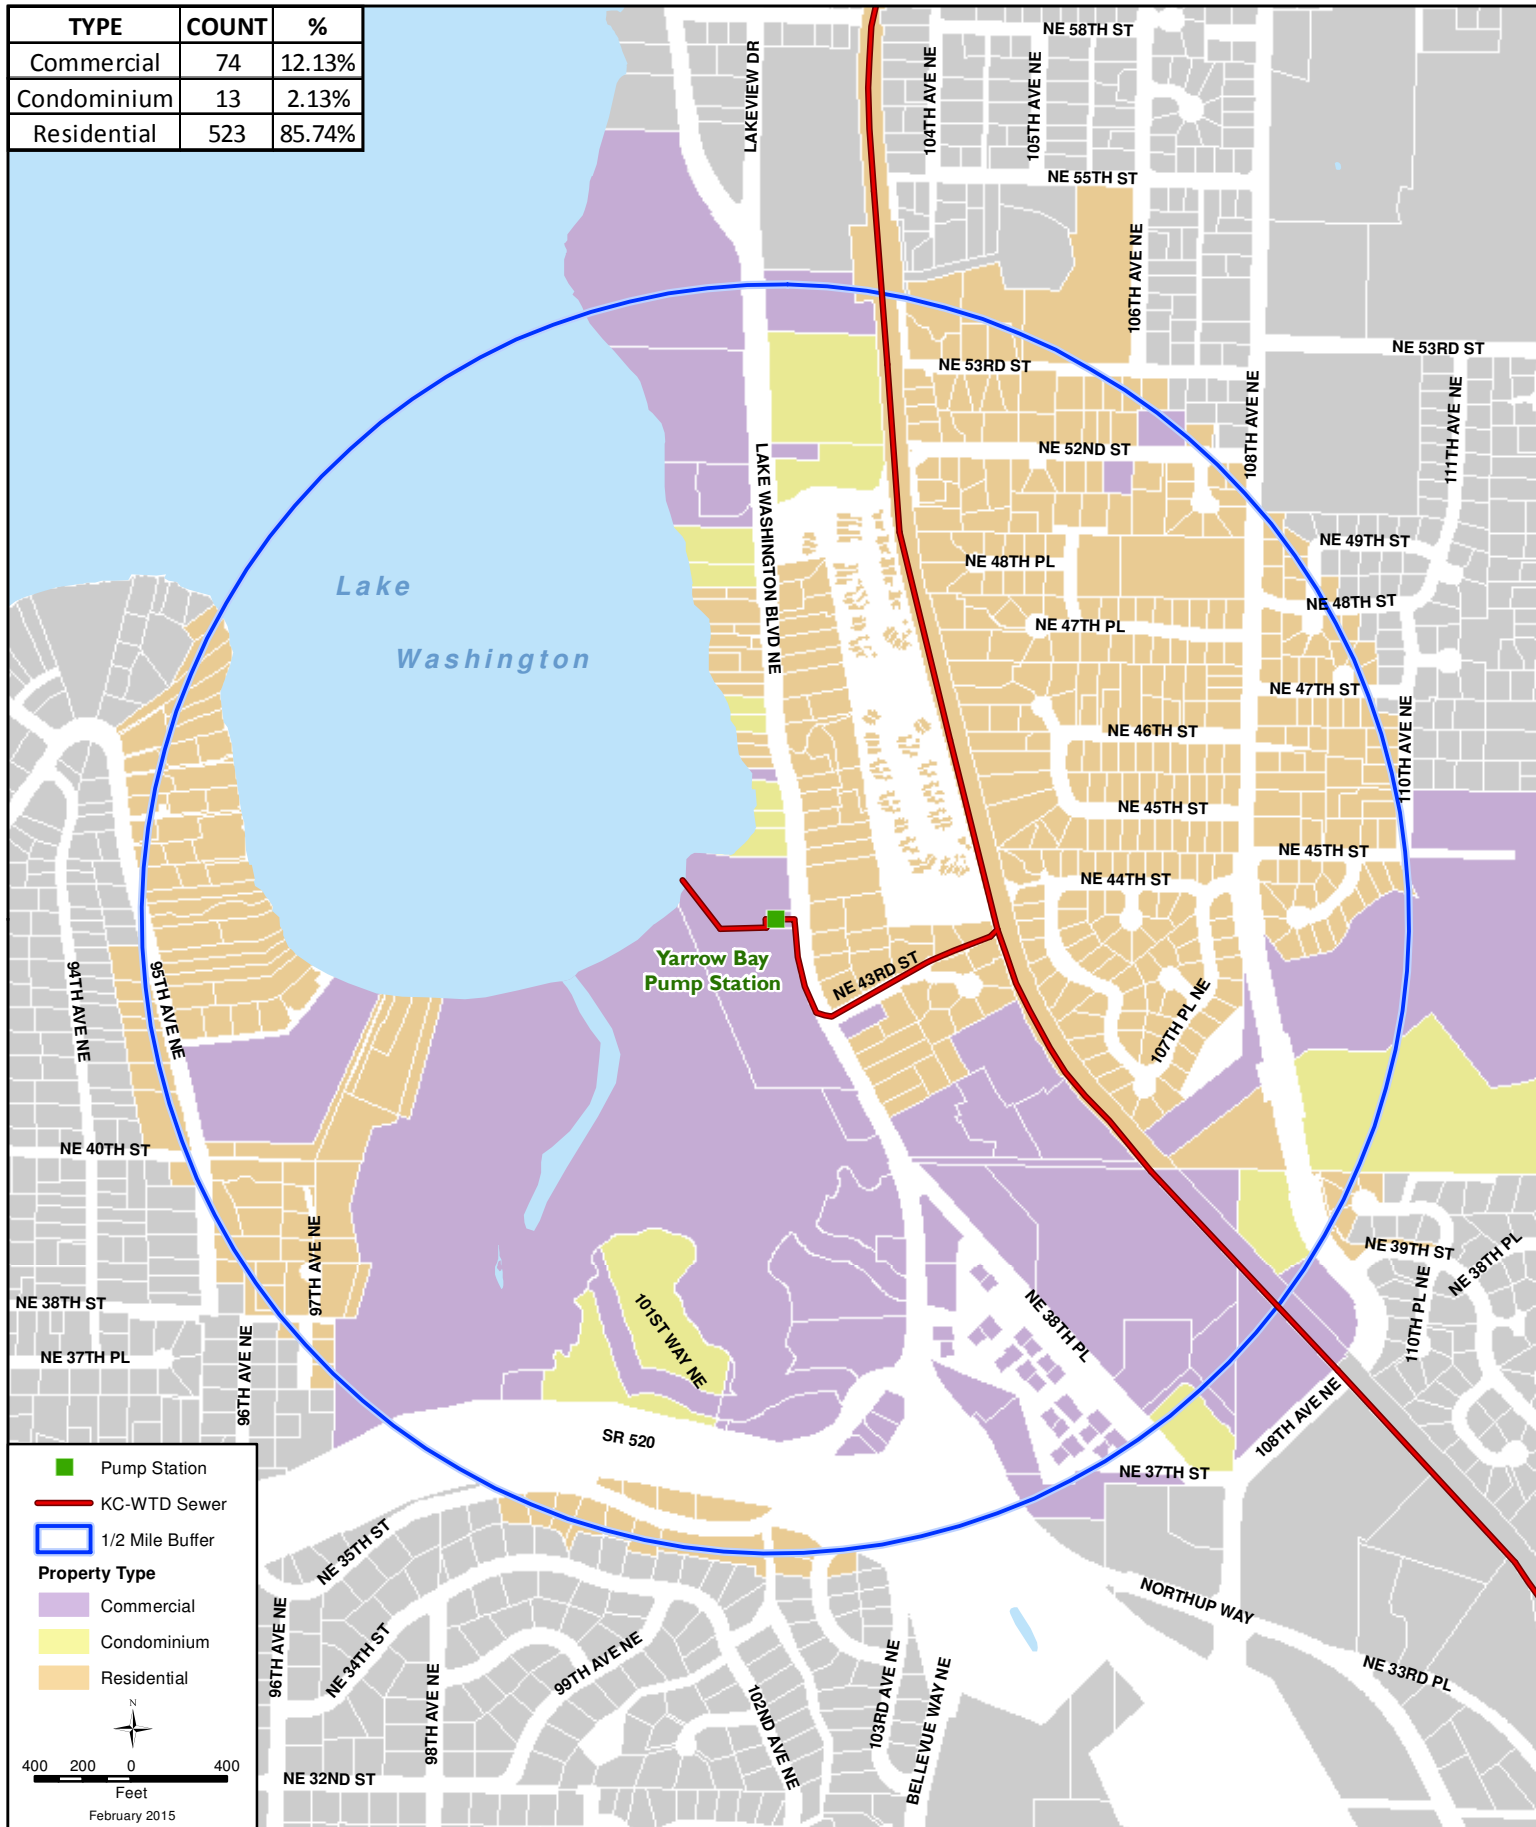 TYPE COUNT %
Commercial 74 12.13%
Condominium 13 2.13%
Residential 523 85.74%
LAKEVIEW DR
104TH AVE NE
105TH AVE NE
NE 58TH ST
NE 55TH ST
106TH AVE NE
NE 53RD ST
NE 53RD ST
108TH AVE NE
111TH AVE NE
NE 52ND ST
LAKE WASHINGTON BLVD NE
NE 49TH ST
NE 48TH PL
NE 48TH ST
Lake
Washington
NE 47TH PL
NE 47TH ST
NE 46TH ST
110TH AVE NE
NE 45TH ST
NE 45TH ST
NE 44TH ST
Yarrow Bay
Pump Station
NE 43RD ST
94TH AVE NE
95TH AVE NE
107TH PL NE
NE 40TH ST
97TH AVE NE
NE 39TH ST
NE 38TH PL
110TH PL NE
NE 38TH ST
NE 37TH PL
96TH AVE NE
101ST WAY NE
NE 38TH PL
108TH AVE NE
SR 520
NE 37TH ST
Pump Station
KC-WTD Sewer
1/2 Mile Buffer
Property Type
Commercial
Condominium
Residential
N
400 200 0 400
Feet
February 2015
NE 35TH ST
96TH AVE NE
NE 34TH ST
98TH AVE NE
99TH AVE NE
102ND AVE NE
103RD AVE NE
BELLEVUE WAY NE
NORTHUP WAY
NE 33RD PL
NE 32ND ST